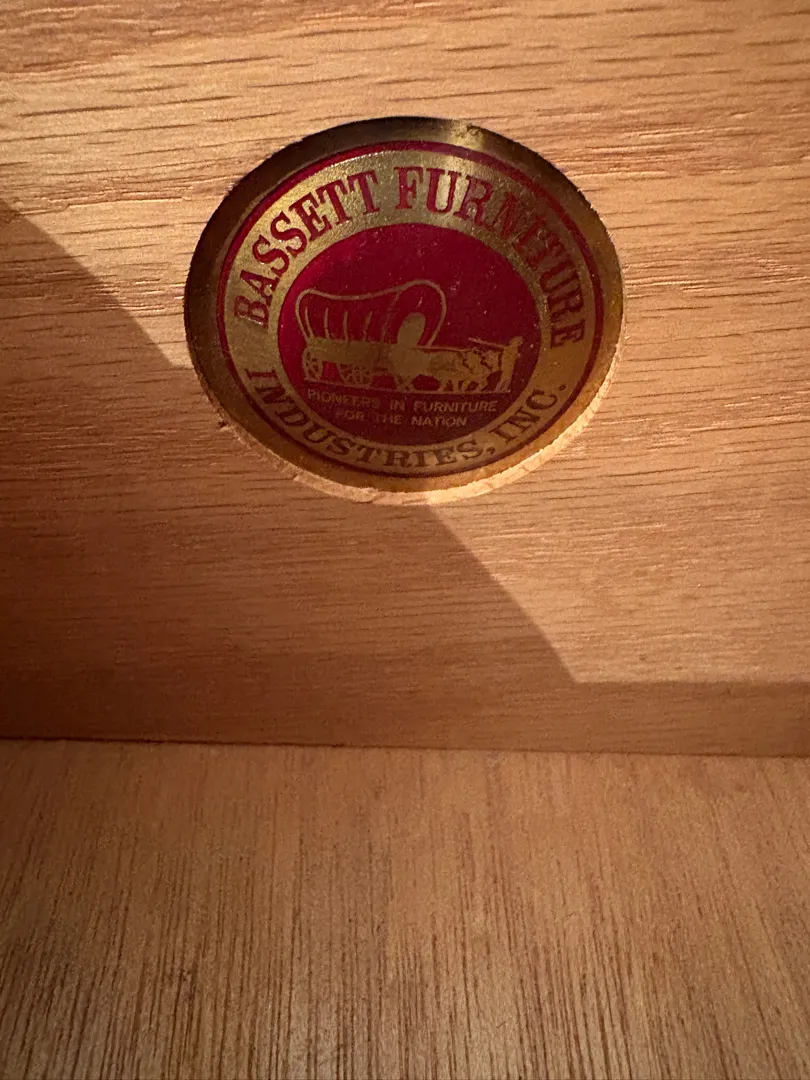 BASSETT FURNITURE
PIONEERS IN FURNITURE
FOR THE NATION
INDUSTRIES, INC.